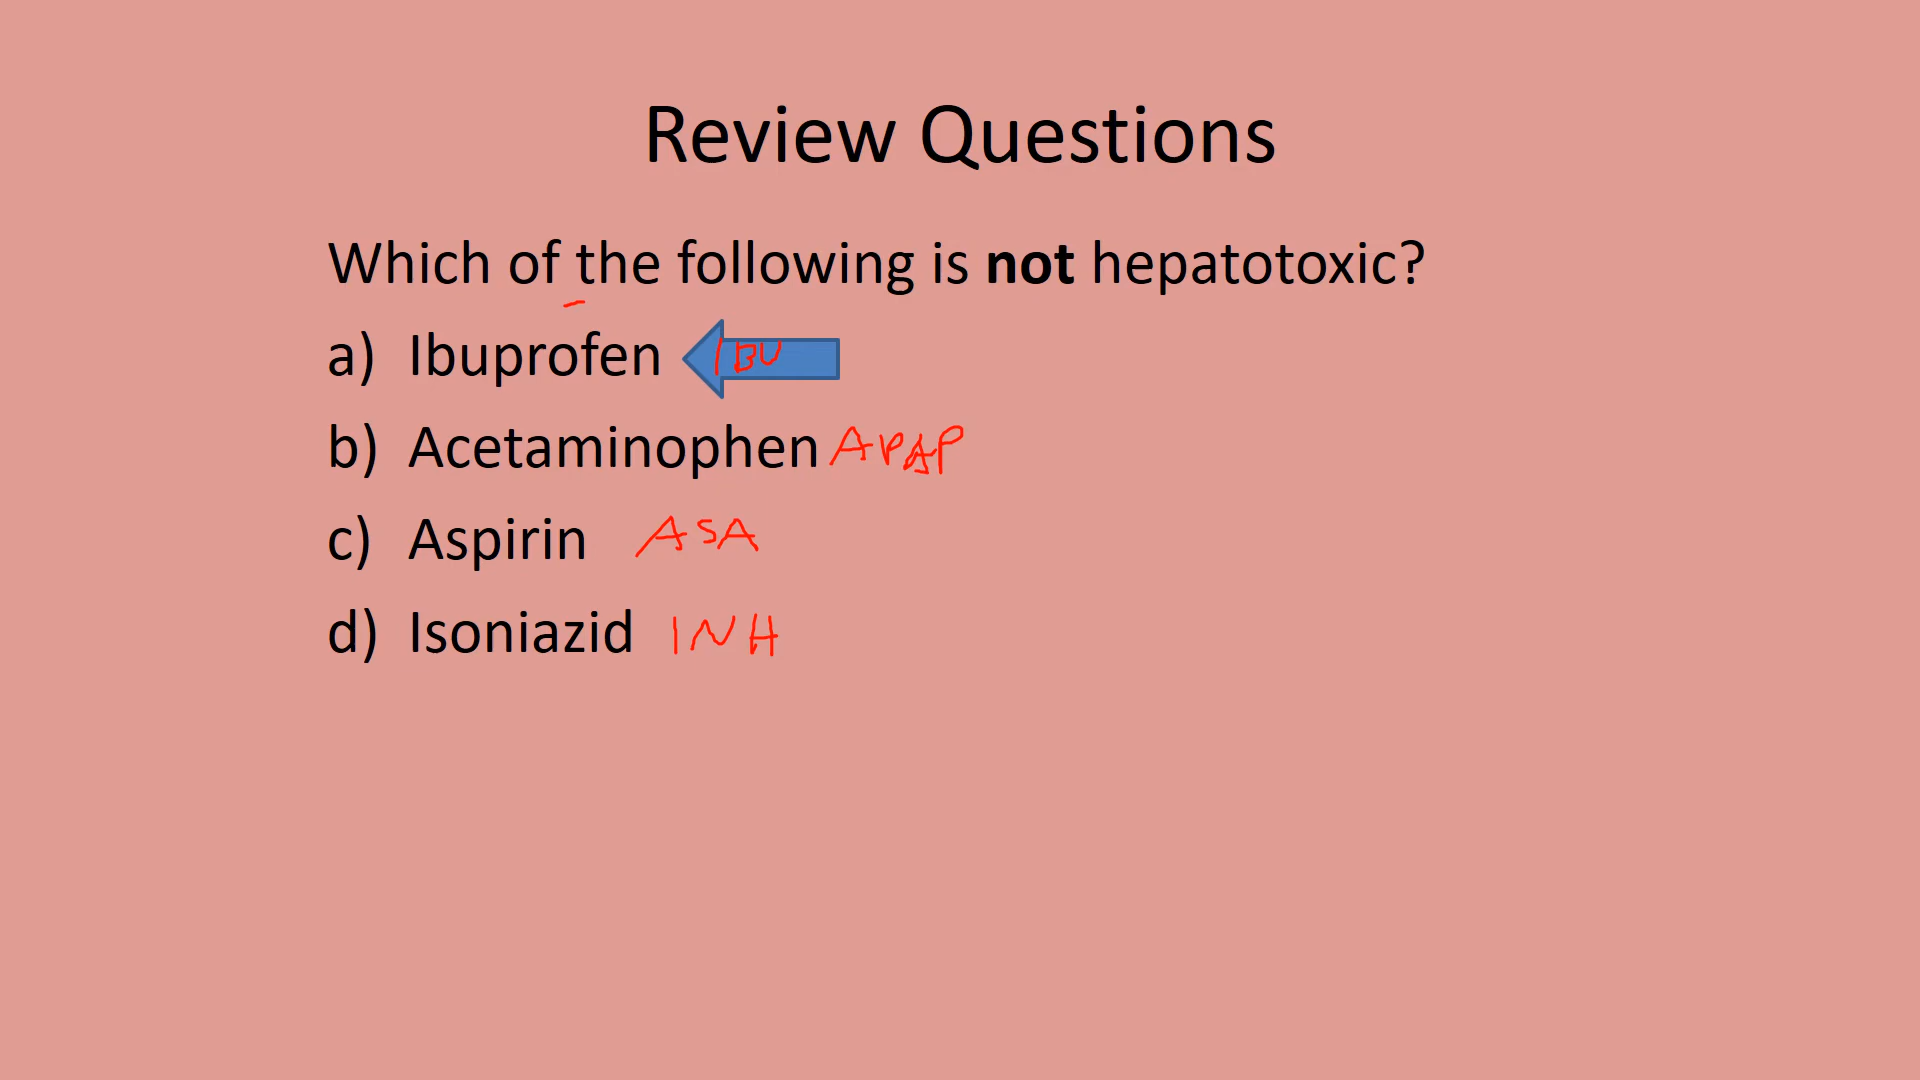 Review Questions
Which of the following is not hepatotoxic?
a) Ibuprofen IBU
b) Acetaminophen APAP
c) Aspirin ASA
d) Isoniazid INH